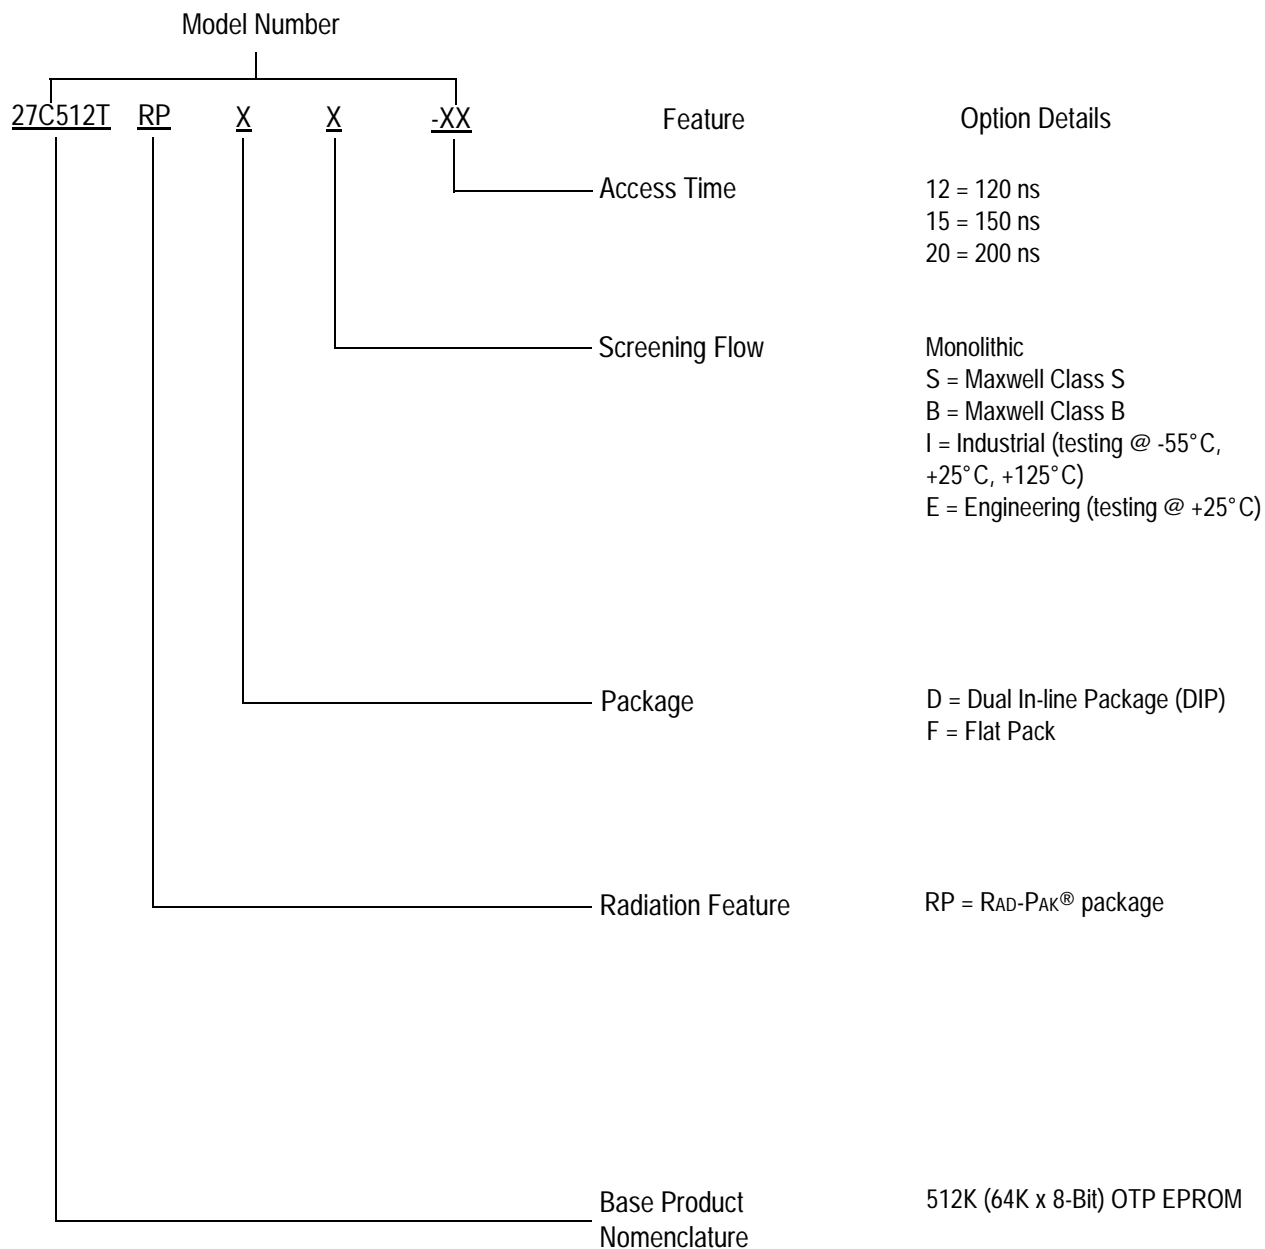 Model Number
27C512T RP X X -XX
Feature Option Details
Access Time 12 = 120 ns
15 = 150 ns
20 = 200 ns
Screening Flow Monolithic
S = Maxwell Class S
B = Maxwell Class B
I = Industrial (testing @ -55°C,
+25°C, +125°C)
E = Engineering (testing @ +25°C)
Package D = Dual In-line Package (DIP)
F = Flat Pack
Radiation Feature RP = RAD-PAK® package
Base Product 512K (64K x 8-Bit) OTP EPROM
Nomenclature